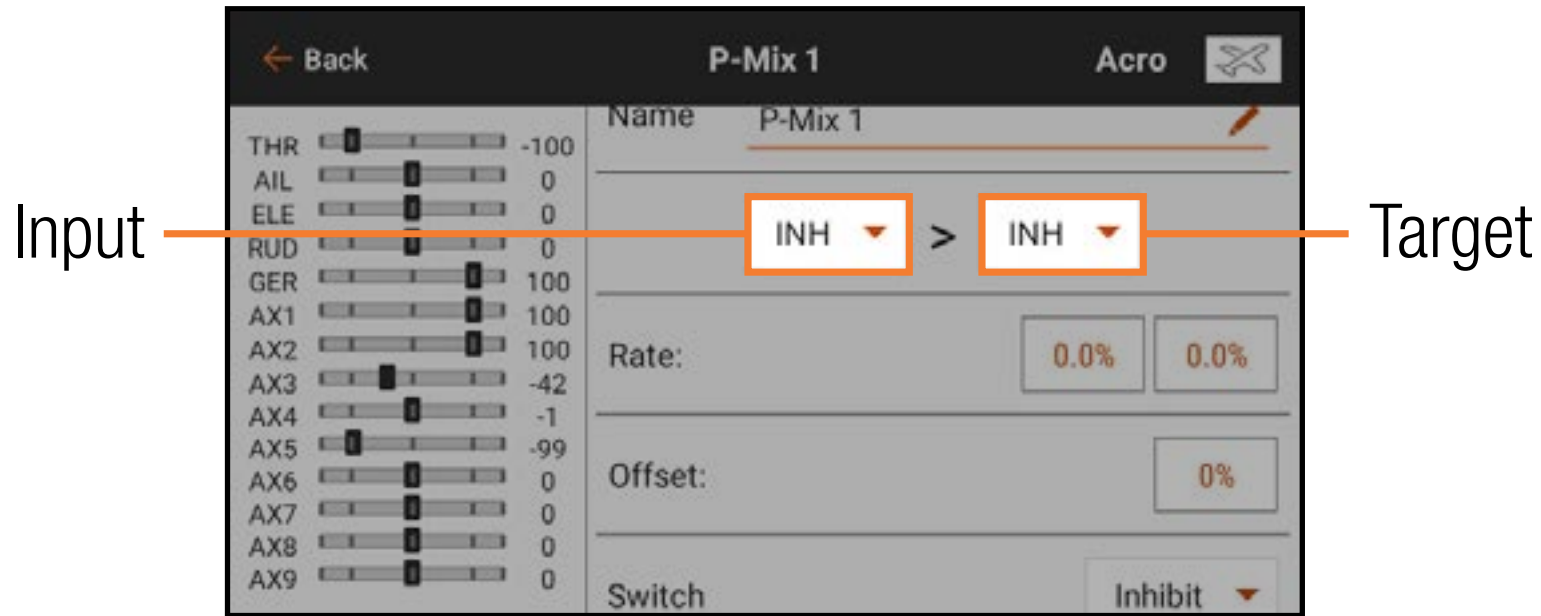 ← Back P-Mix 1 Acro
Name P-Mix 1
THR -100
AIL 0
ELE 0
RUD 0
GER 100
AX1 100
AX2 100
AX3 -42
AX4 -1
AX5 -99
AX6 0
AX7 0
AX8 0
AX9 0
Input INH > INH Target
Rate: 0.0% 0.0%
Offset: 0%
Switch Inhibit